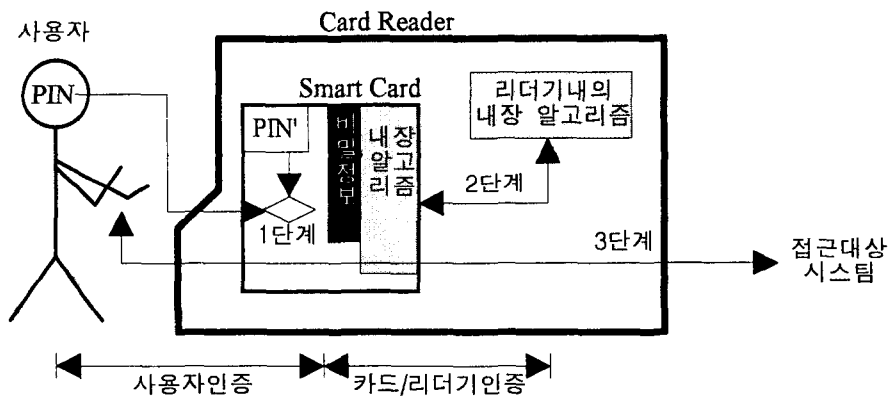 Card Reader
사용자
PIN
Smart Card
PIN'
비밀정부
내장
알고
리즘
리더기내의
내장 알고리즘
2단계
1단계
3단계
접근대상
시스팀
사용자인증
카드/리더기인증